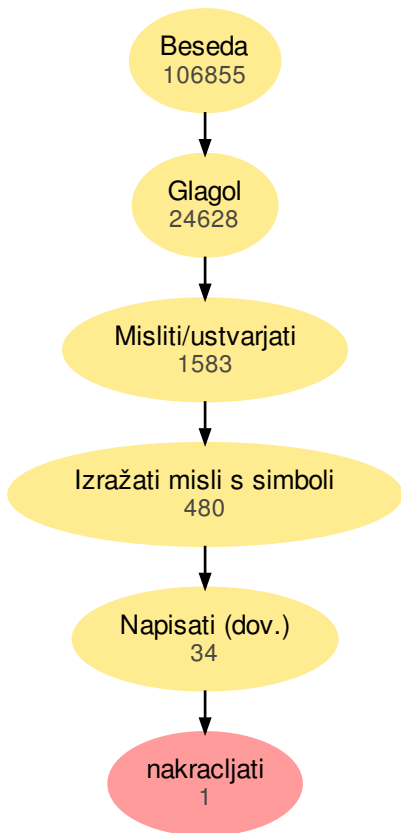 Beseda
106855
Glagol
24628
Misliti/ustvarjati
1583
Izražati misli s simboli
480
Napisati (dov.)
34
nakracljati
1